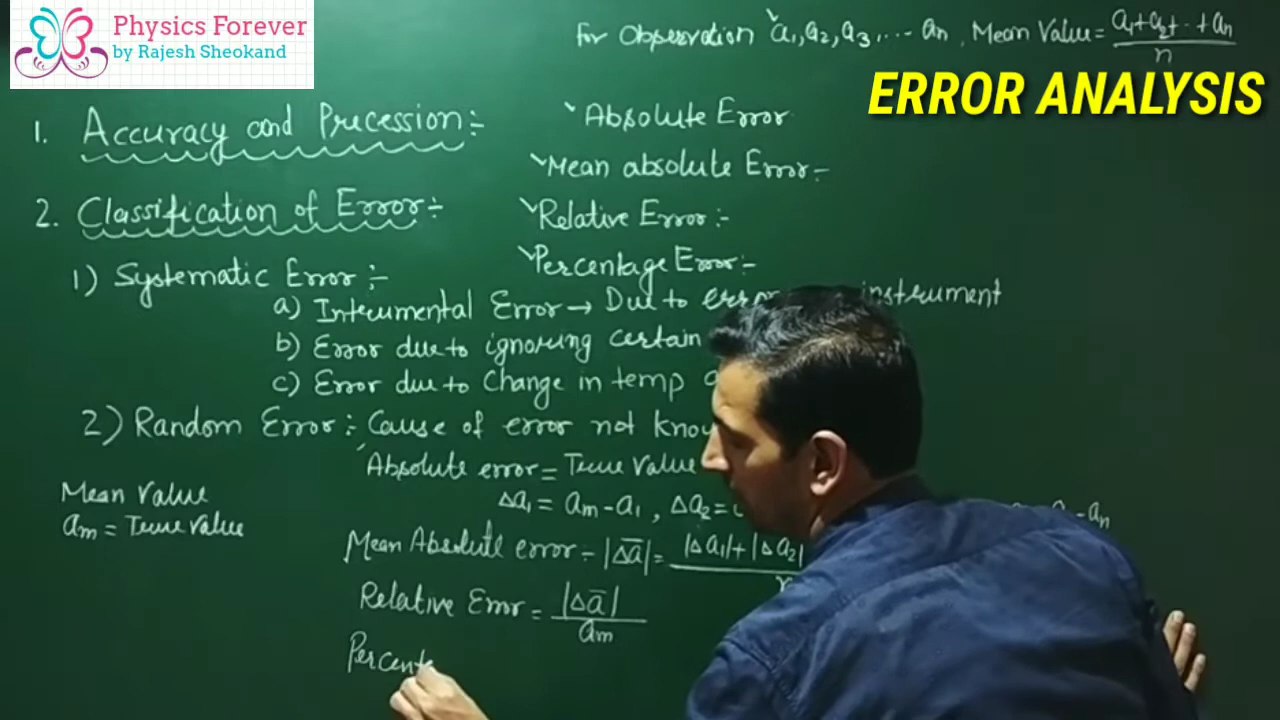 Physics Forever
by Rajesh Sheokand
For Observation a1, a2, a3, ... an, Mean Value = a1+a2+ ·· + an / n
ERROR ANALYSIS
1. Accuracy and Precession :-
Absolute Error
Mean absolute Error :-
2. Classification of Error :-
Relative Error :-
Percentage Error :-
1) Systematic Error :-
a) Intrumental Error → Due to error instrument
b) Error due to ignoring certain
c) Error due to Change in temp
2) Random Error :- Cause of error not know
Absolute error = True Value
Mean Value
am = True Value
Δa1 = am - a1, Δa2 = - an
Mean Absolute error - |Δa̅| = |Δa1| + |Δa2|
Relative Error = |Δa̅| / am
Percent